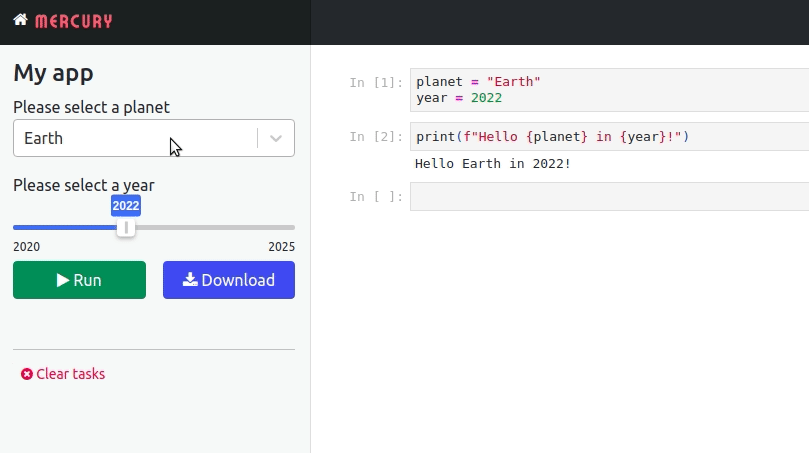 MERCURY
My app
Please select a planet
Earth
Please select a year
2022
2020 2025
Run Download
Clear tasks
In [1]: planet = "Earth"
year = 2022
In [2]: print(f"Hello {planet} in {year}!")
Hello Earth in 2022!
In [ ]: